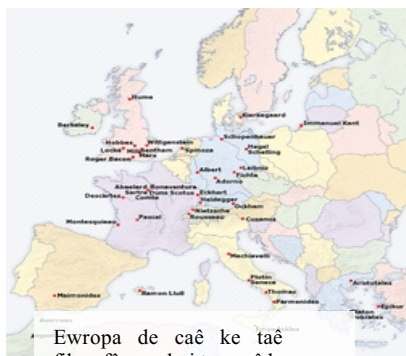 Hume
Kierkegaard
Berkeley
Immanuel Kant
Schopenhauer
Hobbes Wittgenstein
Locke Bentham Spinoza
Marx
Roger Bacon
Hegel
Schelling
Leibniz
Fichte
Albert
Adorno
Abaelard Bonaventura
Sartre Duns Scotus
Descartes Comte
Eckhart
Heidegger
Ockham
Nietzsche
Rousseau
Cusanus
Pascal
Montesquieu
Machiavelli
Plotin
Seneca
Aristoteles
Maimonides
Ramon Llull
Thomas
Parmenides
Epikur
Platon
Ewropa de caê ke taê